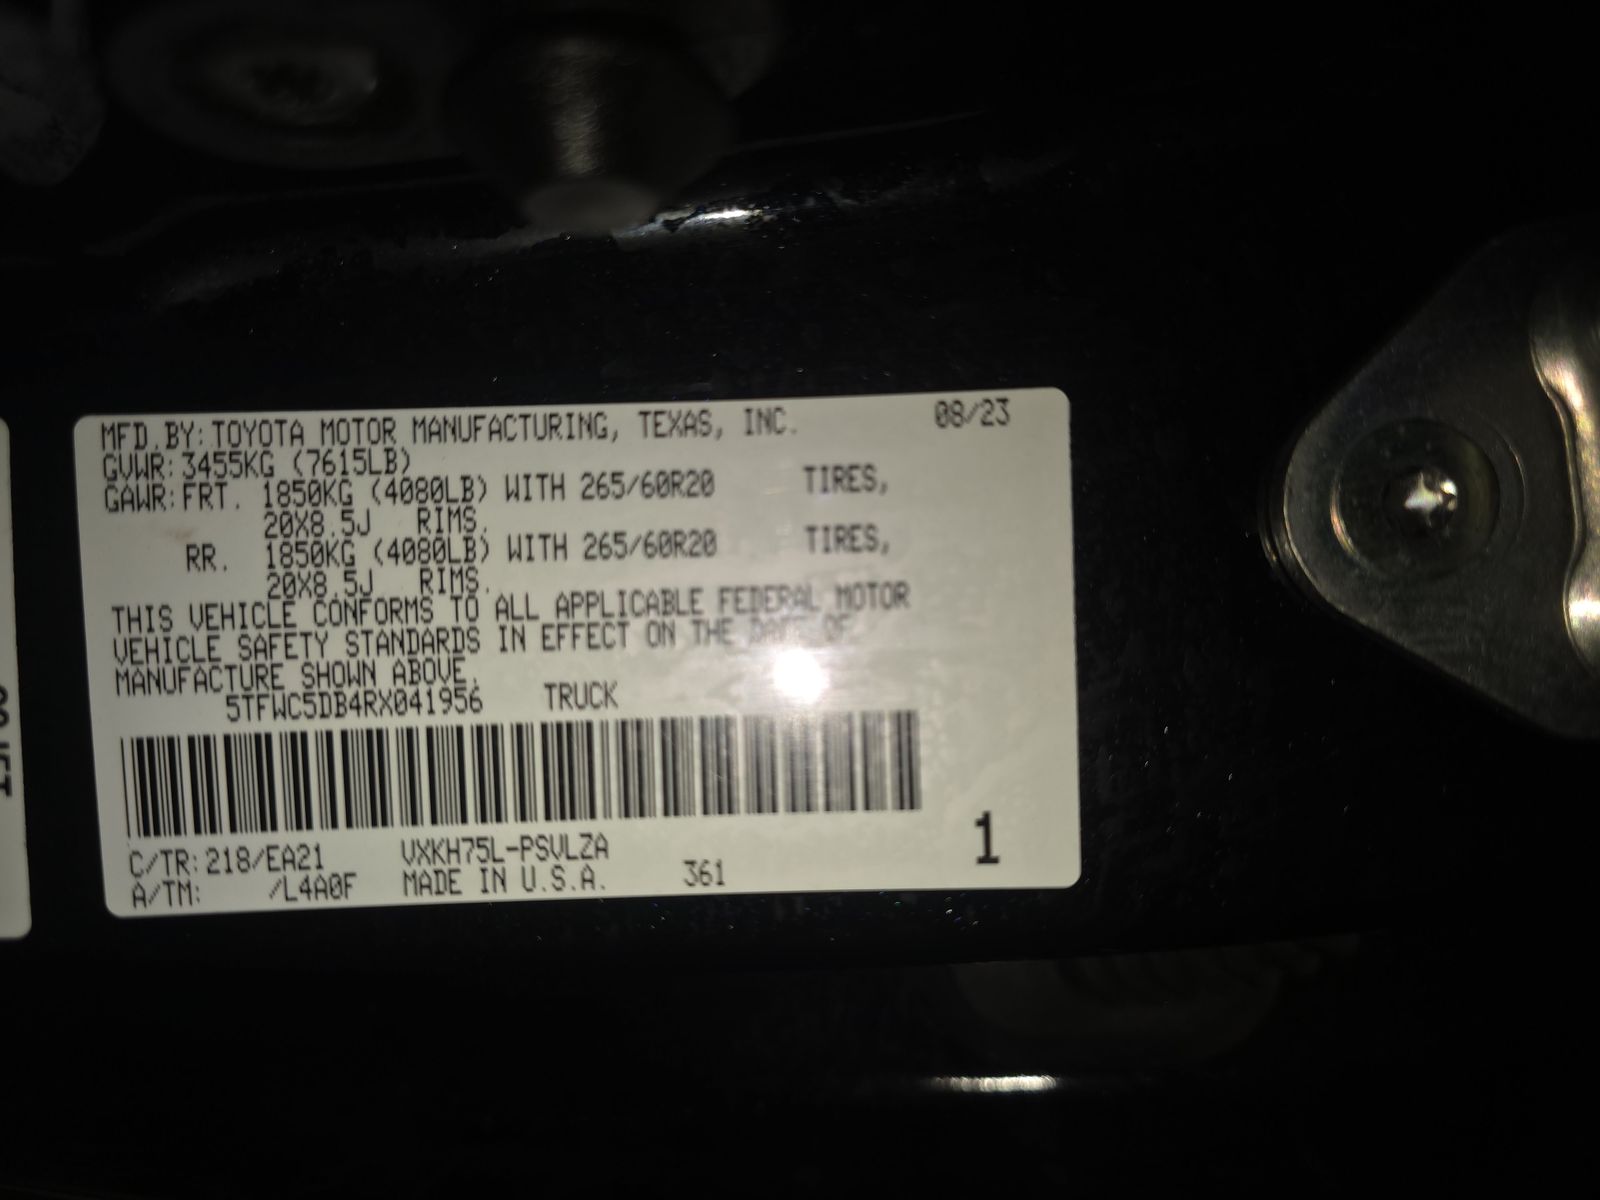 MFD.BY:TOYOTA MOTOR MANUFACTURING, TEXAS, INC. 08/23
GVWR:3455KG (7615LB)
GAWR:FRT. 1850KG (4080LB) WITH 265/60R20 TIRES,
20X8.5J RIMS.
RR. 1850KG (4080LB) WITH 265/60R20 TIRES,
20X8.5J RIMS.
THIS VEHICLE CONFORMS TO ALL APPLICABLE FEDERAL MOTOR
VEHICLE SAFETY STANDARDS IN EFFECT ON THE DATE OF
MANUFACTURE SHOWN ABOVE.
5TFWC5DB4RX041956 TRUCK
C/TR:218/EA21 VXKH75L-PSVLZA
A/TM: /L4A0F MADE IN U.S.A. 361
1